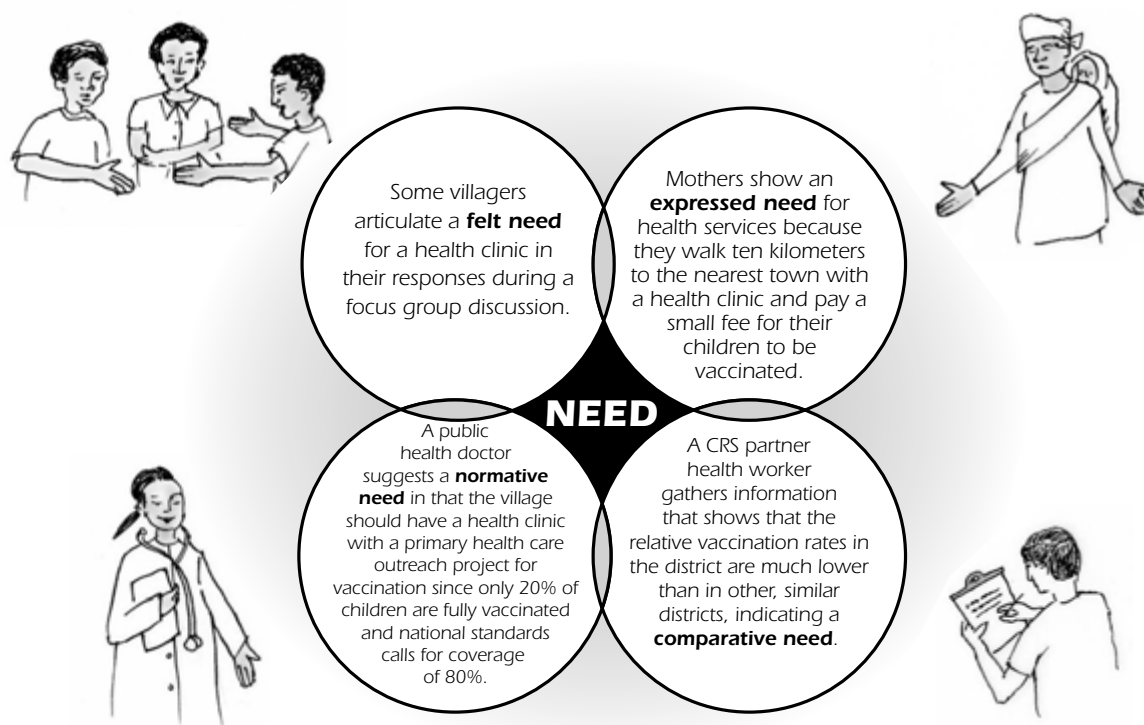 Some villagers
articulate a felt need
for a health clinic in
their responses during a
focus group discussion.
Mothers show an
expressed need for
health services because
they walk ten kilometers
to the nearest town with
a health clinic and pay a
small fee for their
children to be
vaccinated.
NEED
A public
health doctor
suggests a normative
need in that the village
should have a health clinic
with a primary health care
outreach project for
vaccination since only 20% of
children are fully vaccinated
and national standards
calls for coverage
of 80%.
A CRS partner
health worker
gathers information
that shows that the
relative vaccination rates in
the district are much lower
than in other, similar
districts, indicating a
comparative need.